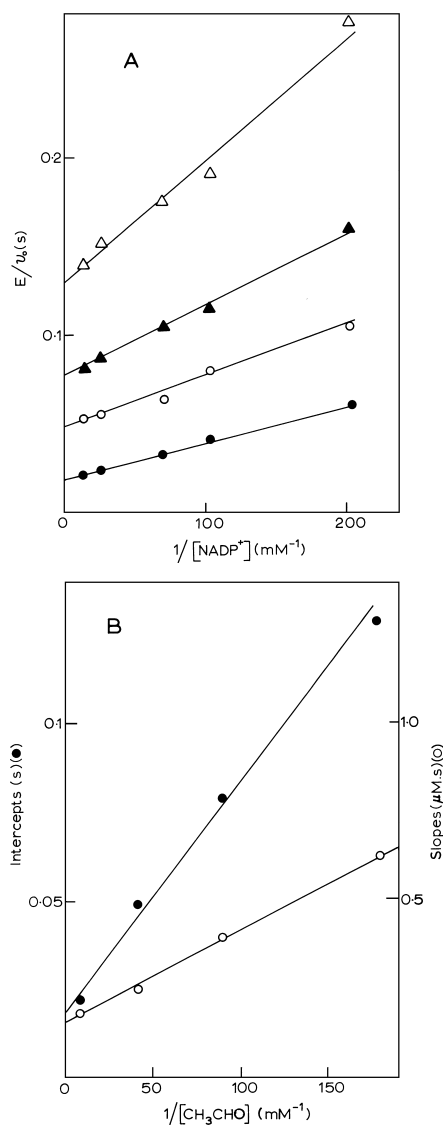 A
0·2
0·1
E/v₀(s)
0
100
200
1/[NADP⁺](mM⁻¹)
B
0·1
0·05
Intercepts (s)(●)
1·0
0·5
Slopes(μM.s)(O)
0
50
100
150
1/[CH₃CHO] (mM⁻¹)